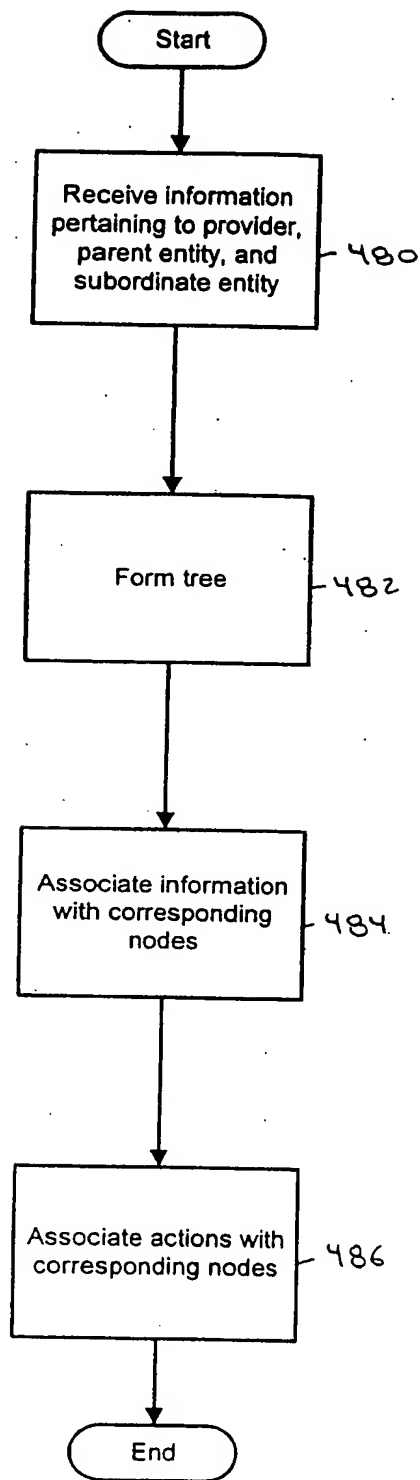 Start
Receive information
pertaining to provider,
parent entity, and
subordinate entity
480
Form tree
482
Associate information
with corresponding
nodes
484
Associate actions with
corresponding nodes
486
End